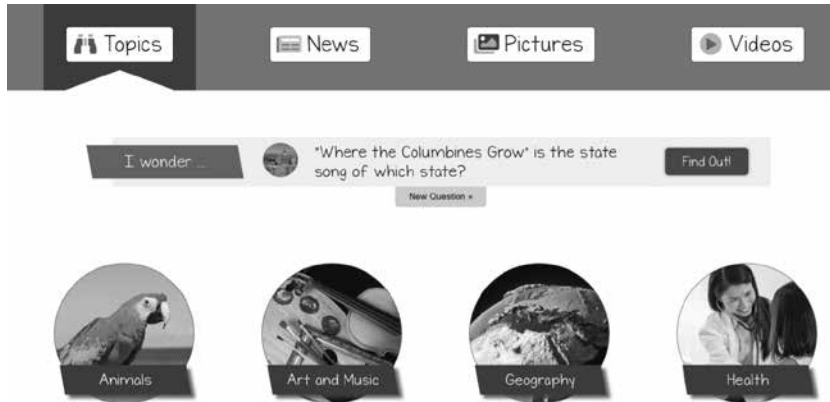 Topics
News
Pictures
Videos
I wonder ...
"Where the Columbines Grow" is the state
song of which state?
Find Out!
New Question »
Animals
Art and Music
Geography
Health